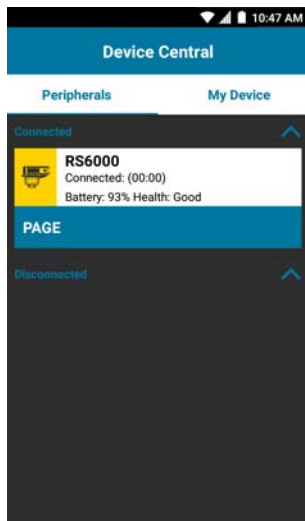 10:47 AM
Device Central
Peripherals
My Device
Connected
RS6000
Connected: (00:00)
Battery: 93% Health: Good
PAGE
Disconnected